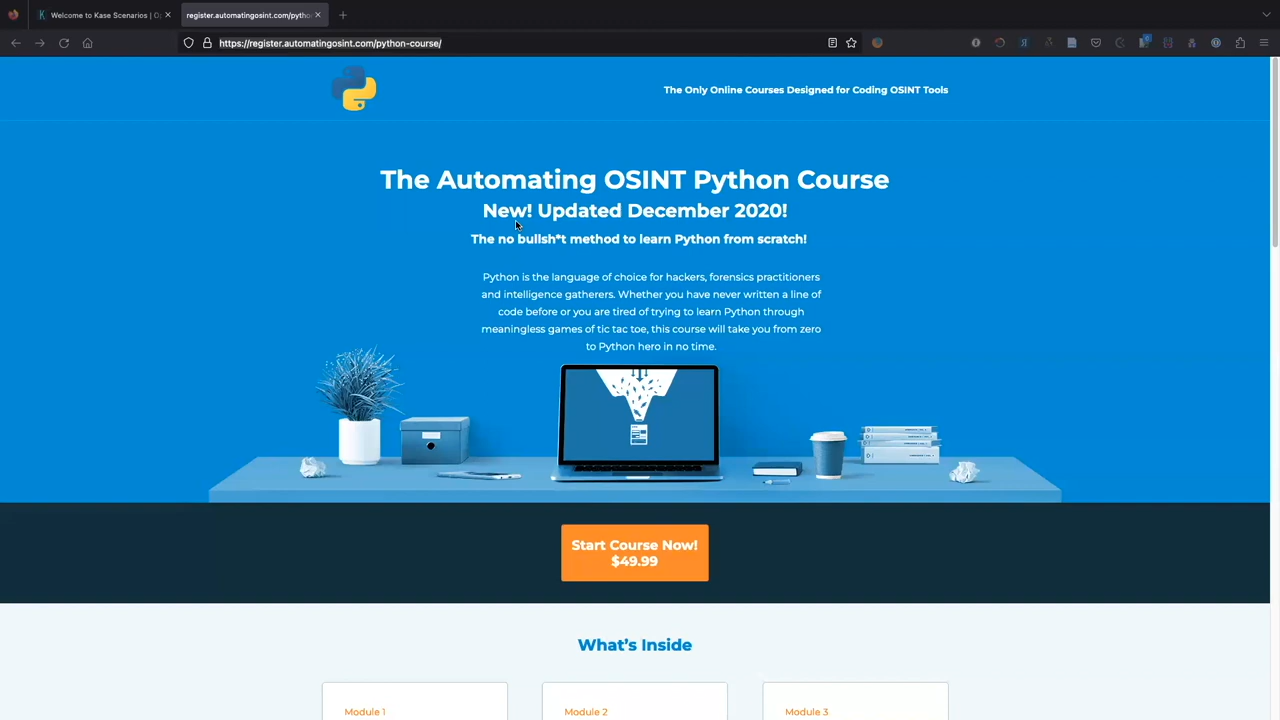 Welcome to Kase Scenarios | O
register.automatingosint.com/pytho
https://register.automatingosint.com/python-course/
The Only Online Courses Designed for Coding OSINT Tools
The Automating OSINT Python Course
New! Updated December 2020!
The no bullsh*t method to learn Python from scratch!
Python is the language of choice for hackers, forensics practitioners
and intelligence gatherers. Whether you have never written a line of
code before or you are tired of trying to learn Python through
meaningless games of tic tac toe, this course will take you from zero
to Python hero in no time.
Start Course Now!
$49.99
What's Inside
Module 1
Module 2
Module 3